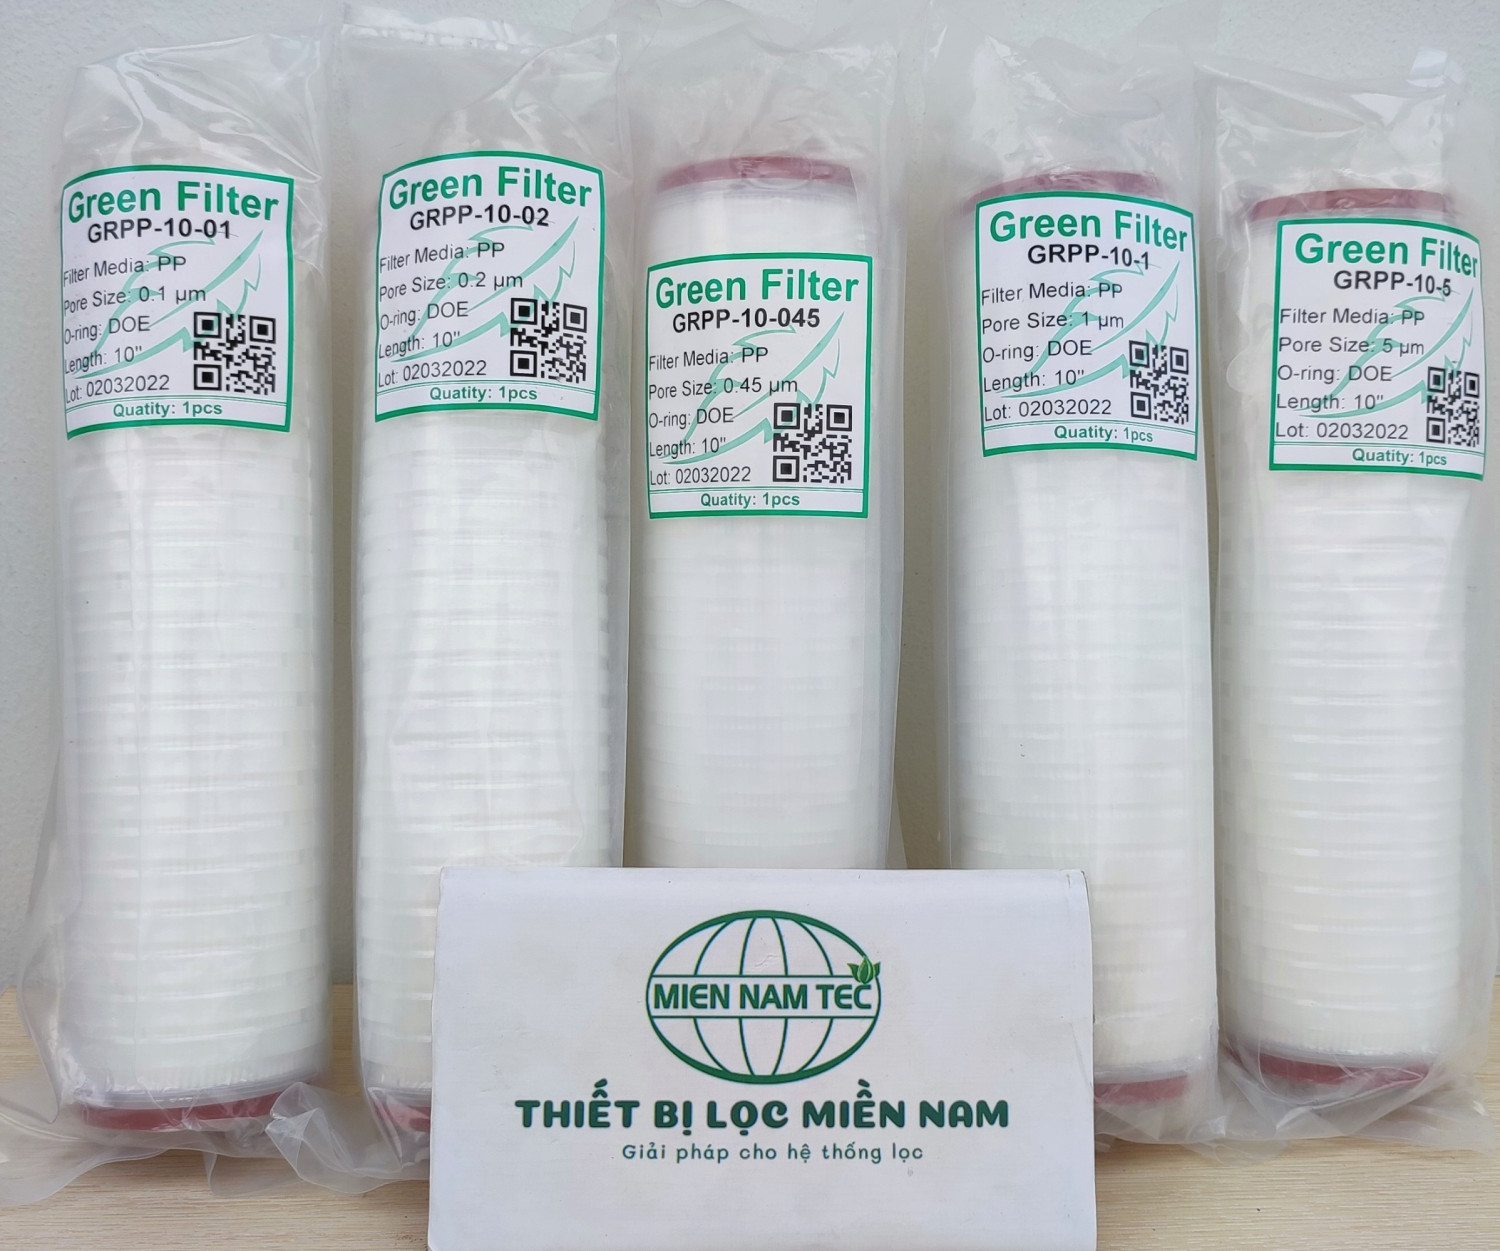 Green Filter
GRPP-10-01
Filter Media: PP
Pore Size: 0.1 µm
O-ring: DOE
Length: 10"
Lot: 02032022
Quatity: 1pcs
Green Filter
GRPP-10-02
Filter Media: PP
Pore Size: 0.2 µm
O-ring: DOE
Length: 10"
Lot: 02032022
Quatity: 1pcs
Green Filter
GRPP-10-045
Filter Media: PP
Pore Size: 0.45 µm
O-ring: DOE
Length: 10"
Lot: 02032022
Quatity: 1pcs
Green Filter
GRPP-10-1
Filter Media: PP
Pore Size: 1 µm
O-ring: DOE
Length: 10"
Lot: 02032022
Quatity: 1pcs
Green Filter
GRPP-10-5
Filter Media: PP
Pore Size: 5 µm
O-ring: DOE
Length: 10"
Lot: 02032022
Quatity: 1pcs
MIEN NAM TEC
THIẾT BỊ LỌC MIỀN NAM
Giải pháp cho hệ thống lọc